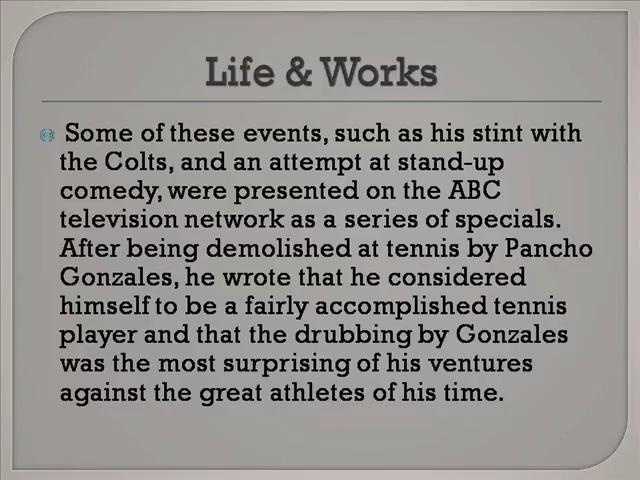 Life & Works
Some of these events, such as his stint with
the Colts, and an attempt at stand-up
comedy, were presented on the ABC
television network as a series of specials.
After being demolished at tennis by Pancho
Gonzales, he wrote that he considered
himself to be a fairly accomplished tennis
player and that the drubbing by Gonzales
was the most surprising of his ventures
against the great athletes of his time.